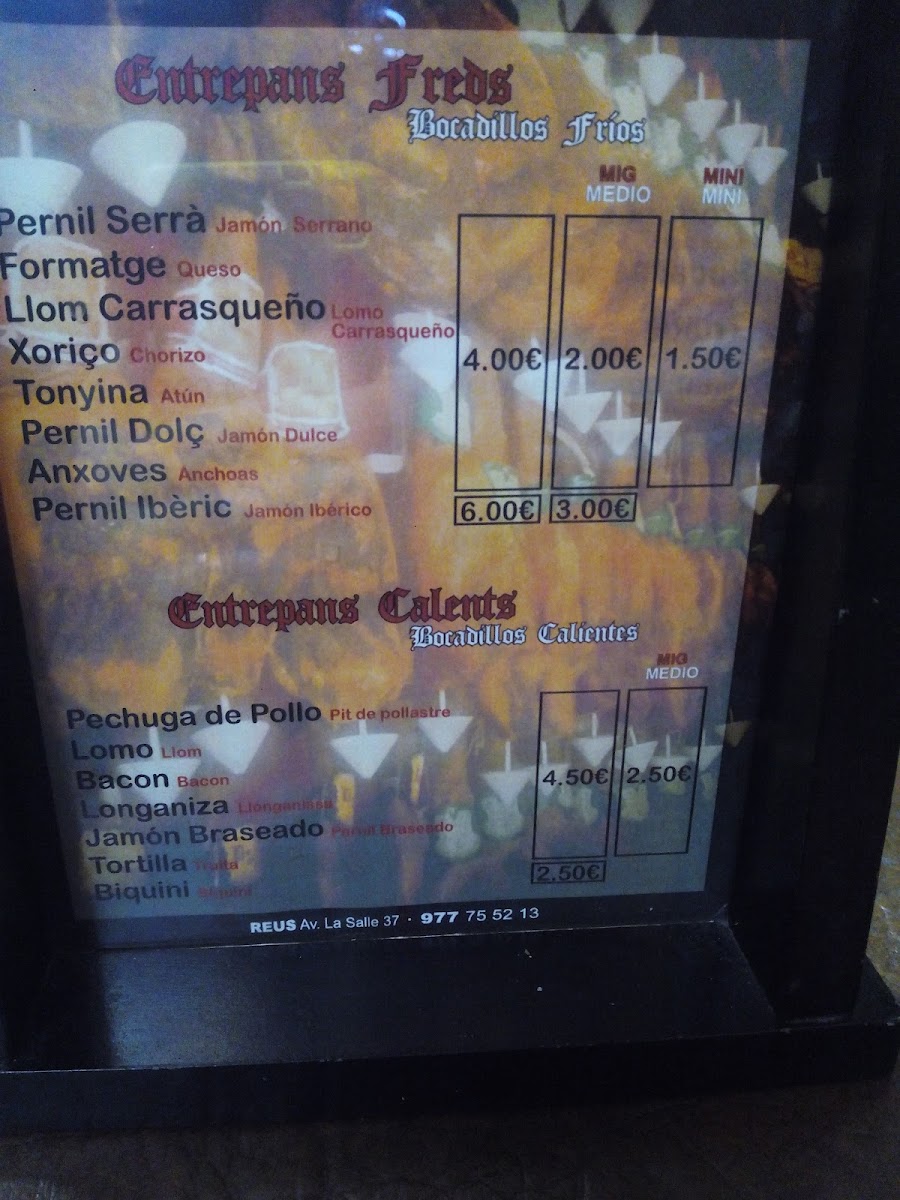 Entrepans Freds
Bocadillos Fríos
MIG MINI
MEDIO MINI
Pernil Serrà Jamón Serrano
Formatge Queso
Llom Carrasqueño Lomo
Carrasqueño
Xoriço Chorizo 4.00€ 2.00€ 1.50€
Tonyina Atún
Pernil Dolç Jamón Dulce
Anxoves Anchoas
Pernil Ibèric Jamón Ibérico 6.00€ 3.00€
Entrepans Calents
Bocadillos Calientes
MIG
MEDIO
Pechuga de Pollo Pit de pollastre
Lomo Llom
Bacon Bacon 4.50€ 2.50€
Longaniza Llonganissa
Jamón Braseado Pernil Braseado
Tortilla Truita
Biquini Biquini 2.50€
REUS Av. La Salle 37 · 977 75 52 13